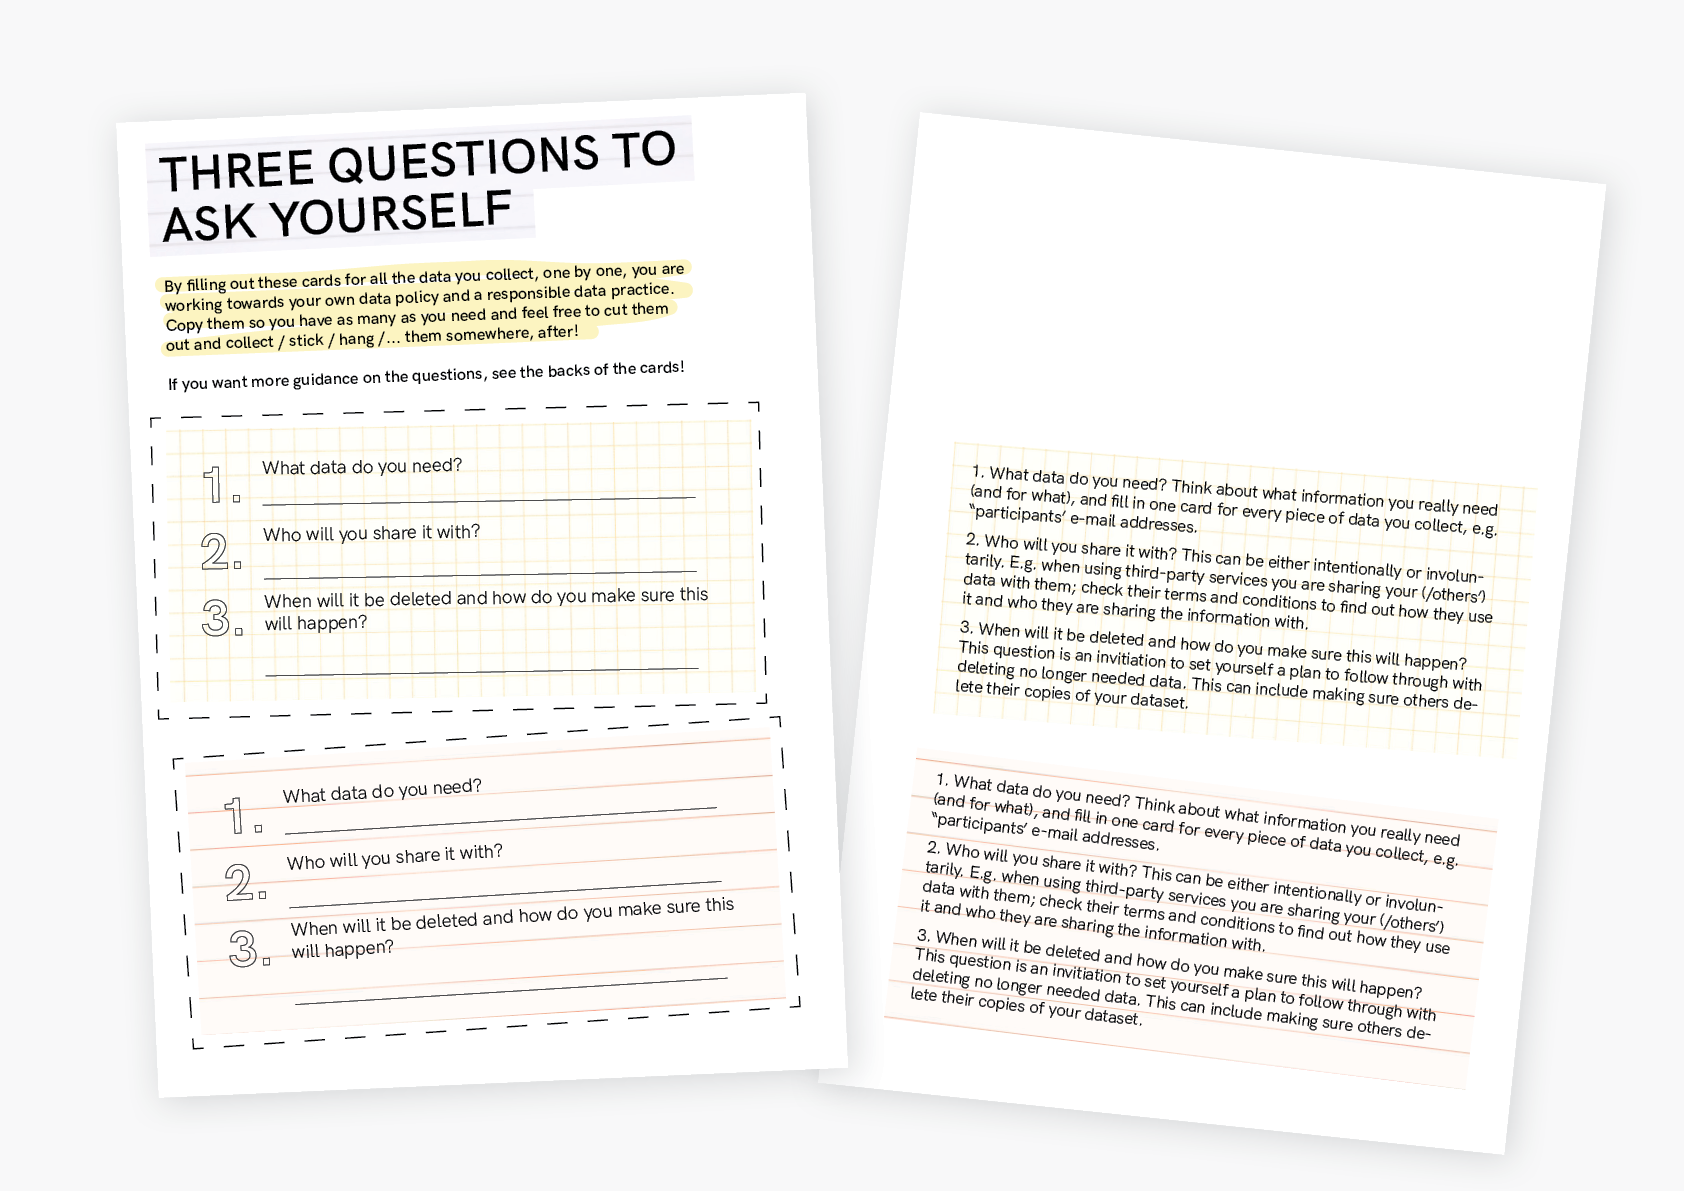 THREE QUESTIONS TO
ASK YOURSELF
By filling out these cards for all the data you collect, one by one, you are
working towards your own data policy and a responsible data practice.
Copy them so you have as many as you need and feel free to cut them
out and collect / stick / hang /... them somewhere, after!
If you want more guidance on the questions, see the backs of the cards!
1. What data do you need?
2. Who will you share it with?
3. When will it be deleted and how do you make sure this
will happen?
1. What data do you need?
2. Who will you share it with?
3. When will it be deleted and how do you make sure this
will happen?
1. What data do you need? Think about what information you really need
(and for what), and fill in one card for every piece of data you collect, e.g.
“participants’ e-mail addresses.
2. Who will you share it with? This can be either intentionally or involun-
tarily. E.g. when using third-party services you are sharing your (/others’)
data with them; check their terms and conditions to find out how they use
it and who they are sharing the information with.
3. When will it be deleted and how do you make sure this will happen?
This question is an invitiation to set yourself a plan to follow through with
deleting no longer needed data. This can include making sure others de-
lete their copies of your dataset.
1. What data do you need? Think about what information you really need
(and for what), and fill in one card for every piece of data you collect, e.g.
“participants’ e-mail addresses.
2. Who will you share it with? This can be either intentionally or involun-
tarily. E.g. when using third-party services you are sharing your (/others’)
data with them; check their terms and conditions to find out how they use
it and who they are sharing the information with.
3. When will it be deleted and how do you make sure this will happen?
This question is an invitiation to set yourself a plan to follow through with
deleting no longer needed data. This can include making sure others de-
lete their copies of your dataset.